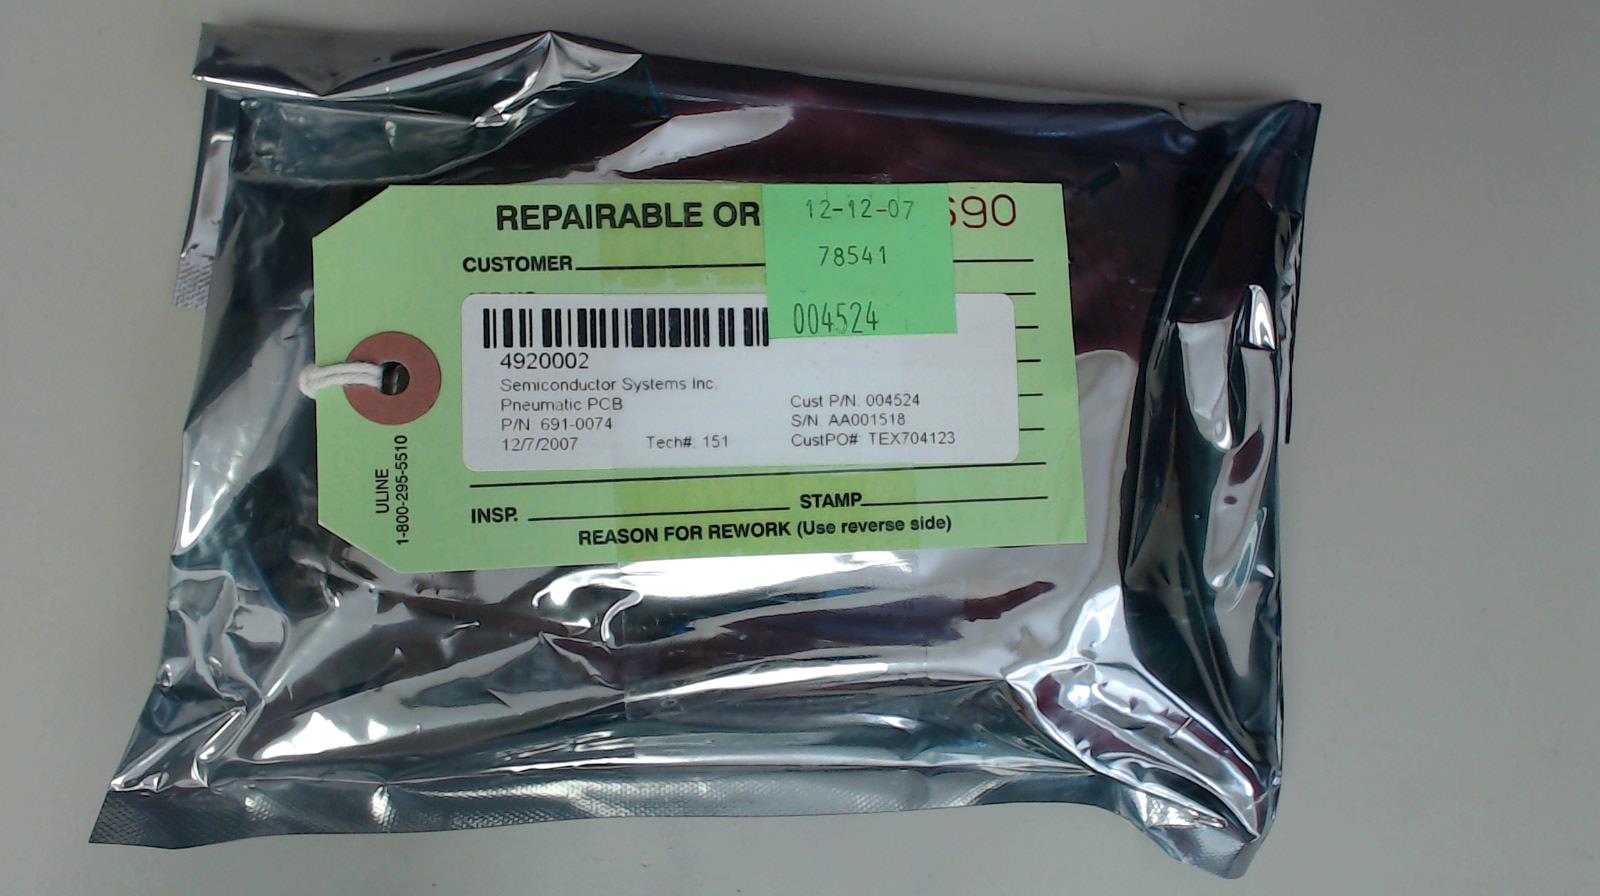 REPAIRABLE OR
90
12-12-07
78541
004524
CUSTOMER
4920002
Semiconductor Systems Inc.
Pneumatic PCB
P/N: 691-0074
12/7/2007 Tech#: 151
Cust P/N: 004524
S/N: AA001518
CustPO#: TEX704123
INSP. STAMP
REASON FOR REWORK (Use reverse side)
ULINE
1-800-295-5510